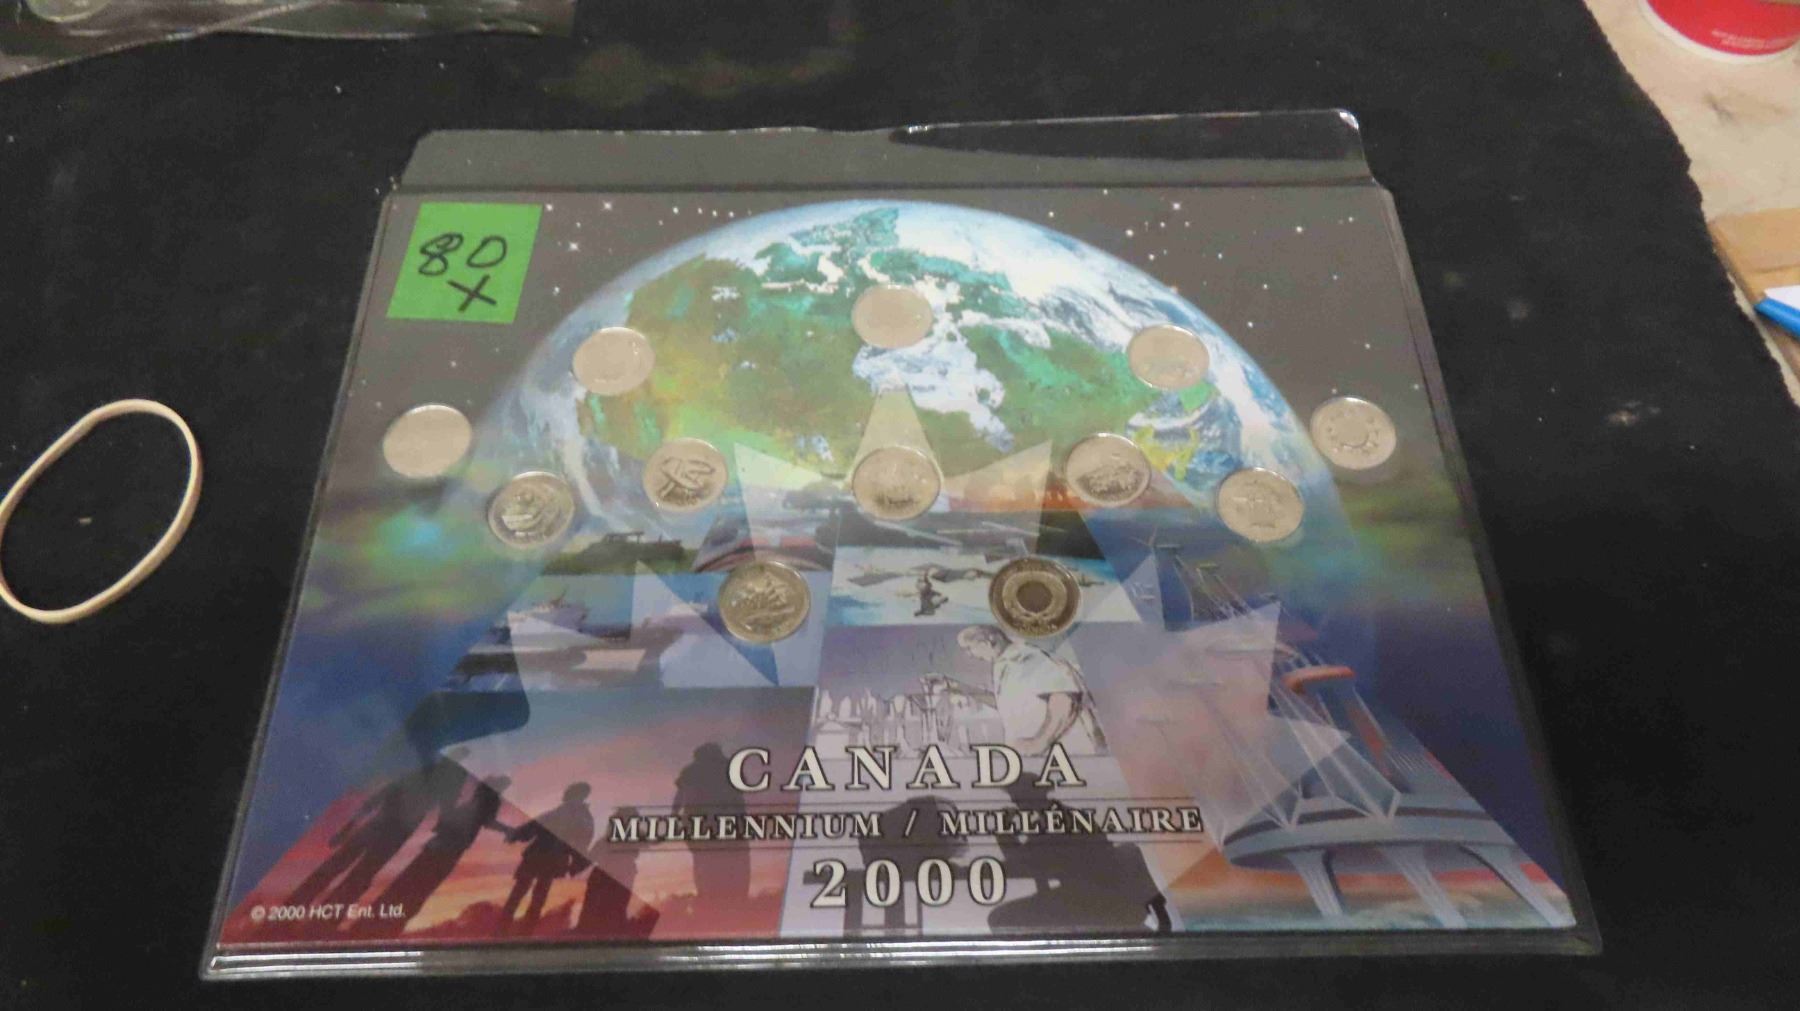 80
X
CANADA
MILLENNIUM / MILLÉNAIRE
2000
© 2000 HCT Ent. Ltd.